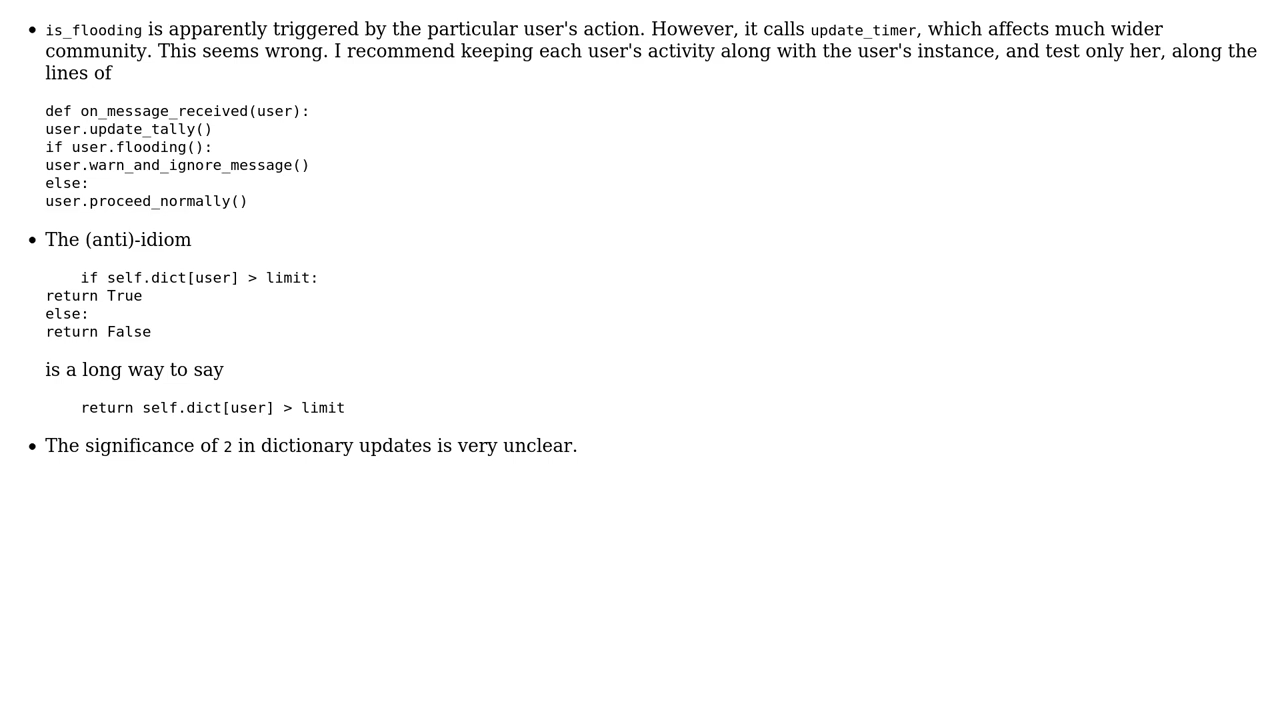 • is_flooding is apparently triggered by the particular user's action. However, it calls update_timer, which affects much wider
community. This seems wrong. I recommend keeping each user's activity along with the user's instance, and test only her, along the
lines of
def on_message_received(user):
user.update_tally()
if user.flooding():
user.warn_and_ignore_message()
else:
user.proceed_normally()
• The (anti)-idiom
    if self.dict[user] > limit:
return True
else:
return False
is a long way to say
    return self.dict[user] > limit
• The significance of 2 in dictionary updates is very unclear.